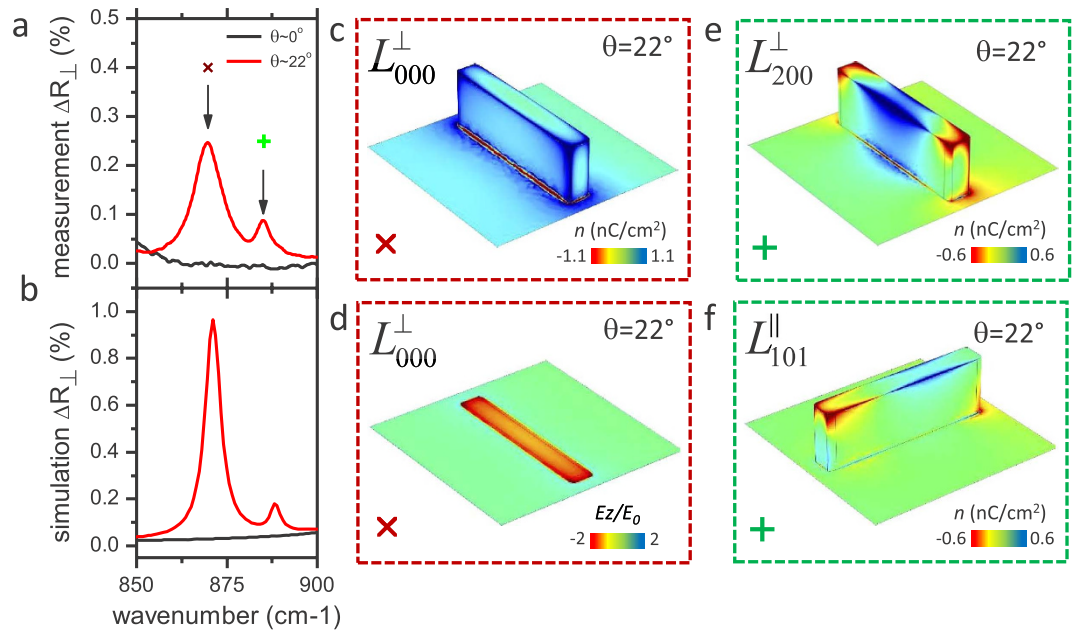 a
measurement ΔR⊥ (%)
0.5
0.4
0.3
0.2
0.1
0.0
θ~0°
θ~22°
×
+
b
simulation ΔR⊥ (%)
1.0
0.8
0.6
0.4
0.2
0.0
850
875
900
wavenumber (cm-1)
c
L⊥000
θ=22°
×
n (nC/cm²)
-1.1
1.1
d
L⊥000
θ=22°
×
Ez/E0
-2
2
e
L⊥200
θ=22°
+
n (nC/cm²)
-0.6
0.6
f
L∥101
θ=22°
+
n (nC/cm²)
-0.6
0.6